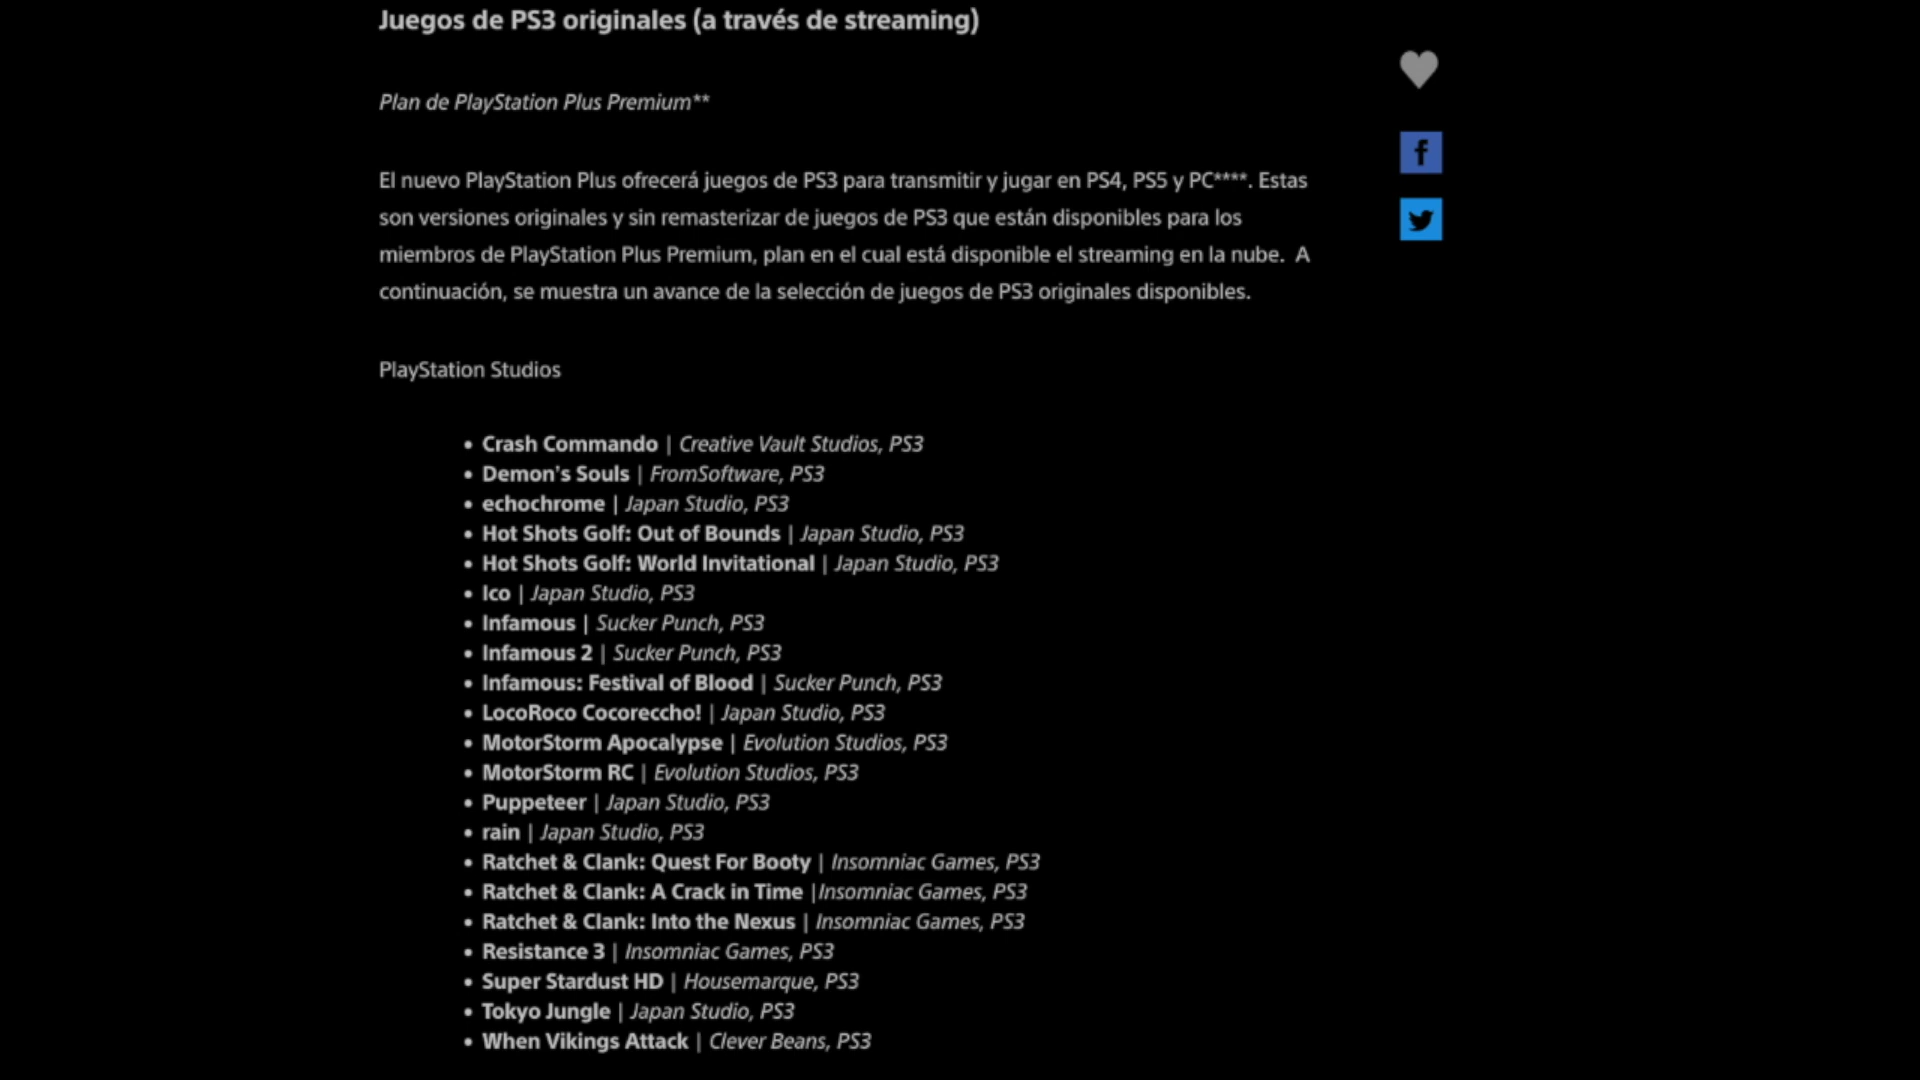 Juegos de PS3 originales (a través de streaming)
Plan de PlayStation Plus Premium**
El nuevo PlayStation Plus ofrecerá juegos de PS3 para transmitir y jugar en PS4, PS5 y PC****. Estas
son versiones originales y sin remasterizar de juegos de PS3 que están disponibles para los
miembros de PlayStation Plus Premium, plan en el cual está disponible el streaming en la nube. A
continuación, se muestra un avance de la selección de juegos de PS3 originales disponibles.
PlayStation Studios
• Crash Commando | Creative Vault Studios, PS3
• Demon's Souls | FromSoftware, PS3
• echochrome | Japan Studio, PS3
• Hot Shots Golf: Out of Bounds | Japan Studio, PS3
• Hot Shots Golf: World Invitational | Japan Studio, PS3
• Ico | Japan Studio, PS3
• Infamous | Sucker Punch, PS3
• Infamous 2 | Sucker Punch, PS3
• Infamous: Festival of Blood | Sucker Punch, PS3
• LocoRoco Cocoreccho! | Japan Studio, PS3
• MotorStorm Apocalypse | Evolution Studios, PS3
• MotorStorm RC | Evolution Studios, PS3
• Puppeteer | Japan Studio, PS3
• rain | Japan Studio, PS3
• Ratchet & Clank: Quest For Booty | Insomniac Games, PS3
• Ratchet & Clank: A Crack in Time |Insomniac Games, PS3
• Ratchet & Clank: Into the Nexus | Insomniac Games, PS3
• Resistance 3 | Insomniac Games, PS3
• Super Stardust HD | Housemarque, PS3
• Tokyo Jungle | Japan Studio, PS3
• When Vikings Attack | Clever Beans, PS3